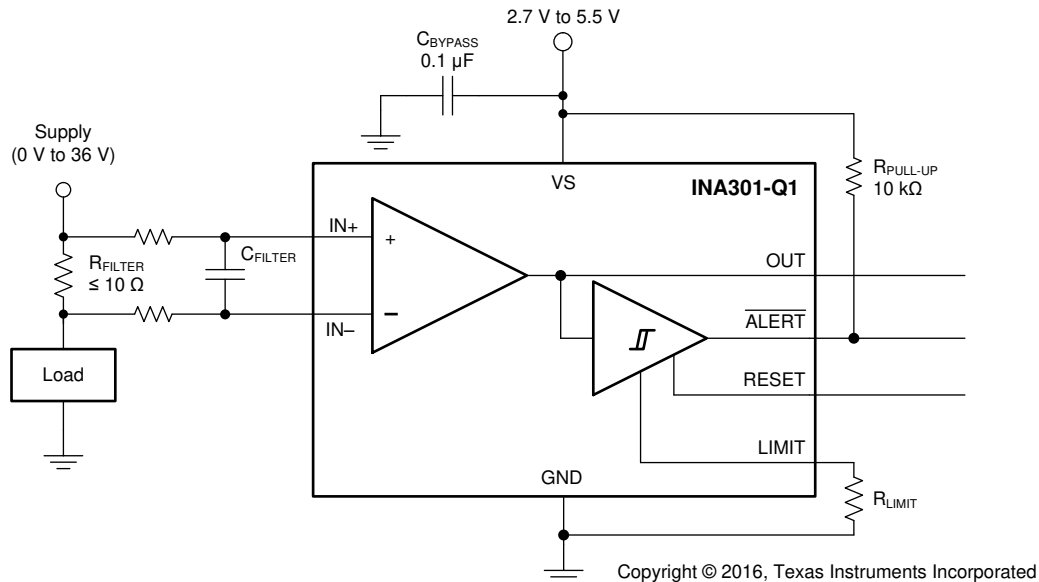 2.7 V to 5.5 V
CBYPASS
0.1 µF
Supply
(0 V to 36 V)
RPULL-UP
10 kΩ
VS
INA301-Q1
IN+
+
CFILTER
RFILTER
≤ 10 Ω
OUT
IN–
–
ALERT
Load
RESET
LIMIT
GND
RLIMIT
Copyright © 2016, Texas Instruments Incorporated